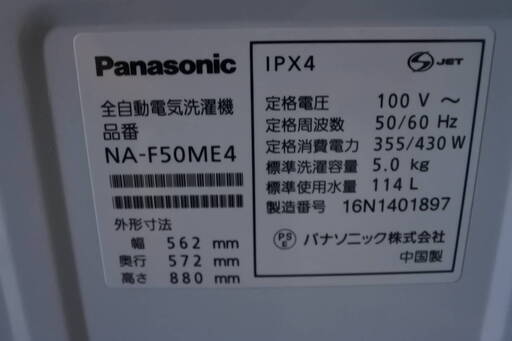 Panasonic
全自動電気洗濯機
品番
NA-F50ME4
外形寸法
幅 562 mm
奥行 572 mm
高さ 880 mm
IPX4
S JET
定格電圧 100 V ～
定格周波数 50/60 Hz
定格消費電力 355/430 W
標準洗濯容量 5.0 kg
標準使用水量 114 L
製造番号 16N1401897
PSE パナソニック株式会社
中国製